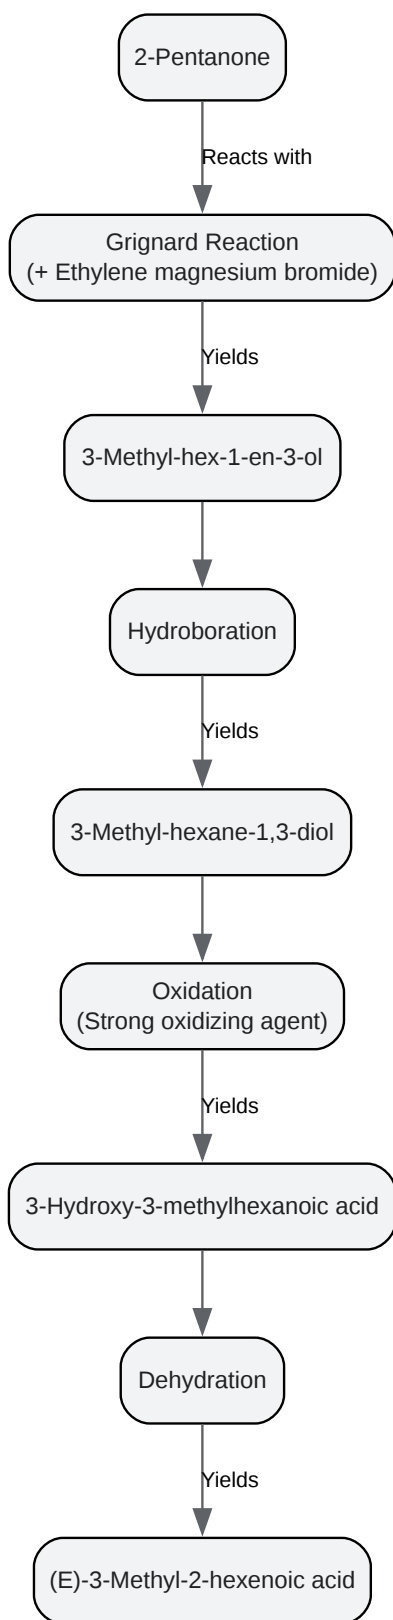 2-Pentanone
Reacts with
Grignard Reaction
(+ Ethylene magnesium bromide)
Yields
3-Methyl-hex-1-en-3-ol
Hydroboration
Yields
3-Methyl-hexane-1,3-diol
Oxidation
(Strong oxidizing agent)
Yields
3-Hydroxy-3-methylhexanoic acid
Dehydration
Yields
(E)-3-Methyl-2-hexenoic acid